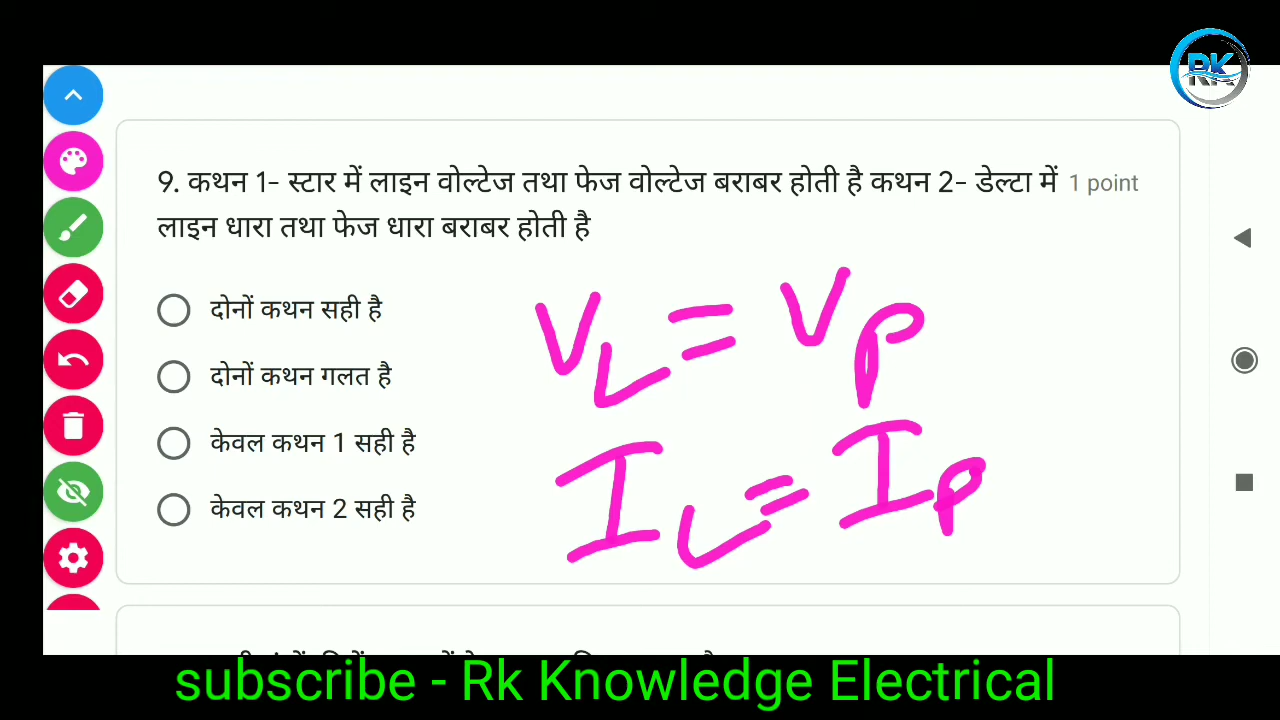 RK
9. कथन 1- स्टार में लाइन वोल्टेज तथा फेज वोल्टेज बराबर होती है कथन 2- डेल्टा में 1 point
लाइन धारा तथा फेज धारा बराबर होती है
दोनों कथन सही है
दोनों कथन गलत है
केवल कथन 1 सही है
केवल कथन 2 सही है
VL = VP
IL = IP
subscribe - Rk Knowledge Electrical